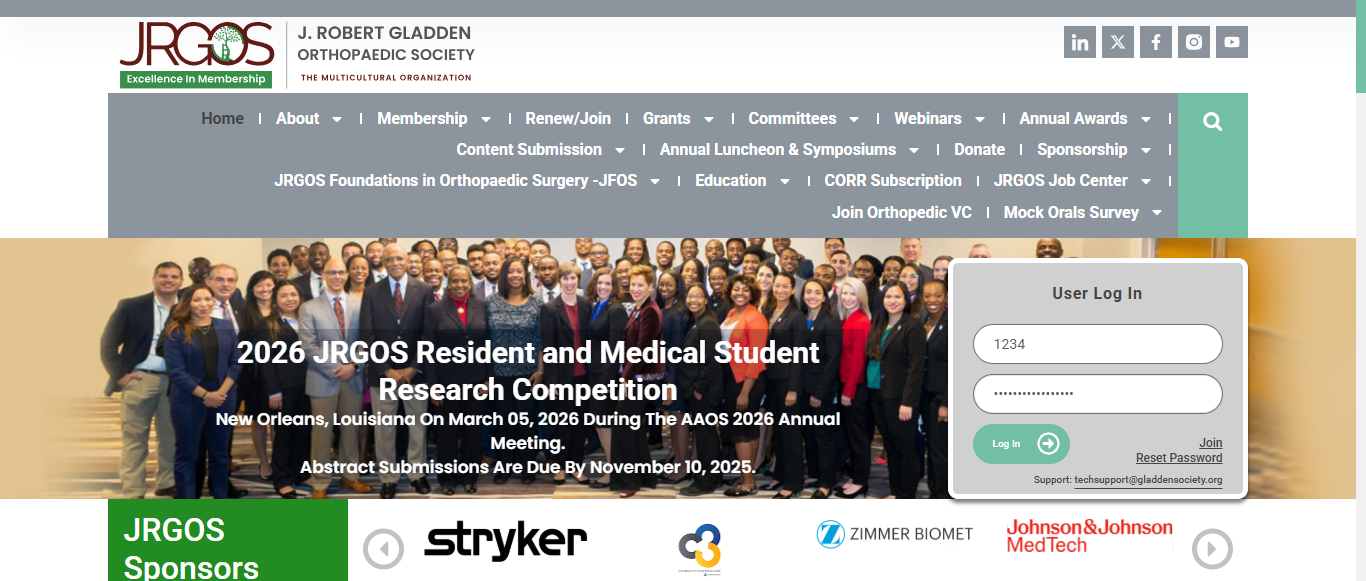 JRGOS
Excellence In Membership
J. ROBERT GLADDEN
ORTHOPAEDIC SOCIETY
THE MULTICULTURAL ORGANIZATION
Home About Membership Renew/Join Grants Committees Webinars Annual Awards
Content Submission Annual Luncheon & Symposiums Donate Sponsorship
JRGOS Foundations in Orthopaedic Surgery -JFOS Education CORR Subscription JRGOS Job Center
Join Orthopedic VC Mock Orals Survey
2026 JRGOS Resident and Medical Student
Research Competition
New Orleans, Louisiana On March 05, 2026 During The AAOS 2026 Annual
Meeting.
Abstract Submissions Are Due By November 10, 2025.
User Log In
1234
•••••••••••••••••
Log In
Join
Reset Password
Support: techsupport@gladdensociety.org
JRGOS
Sponsors
stryker
c3
ZIMMER BIOMET
Johnson&Johnson
MedTech